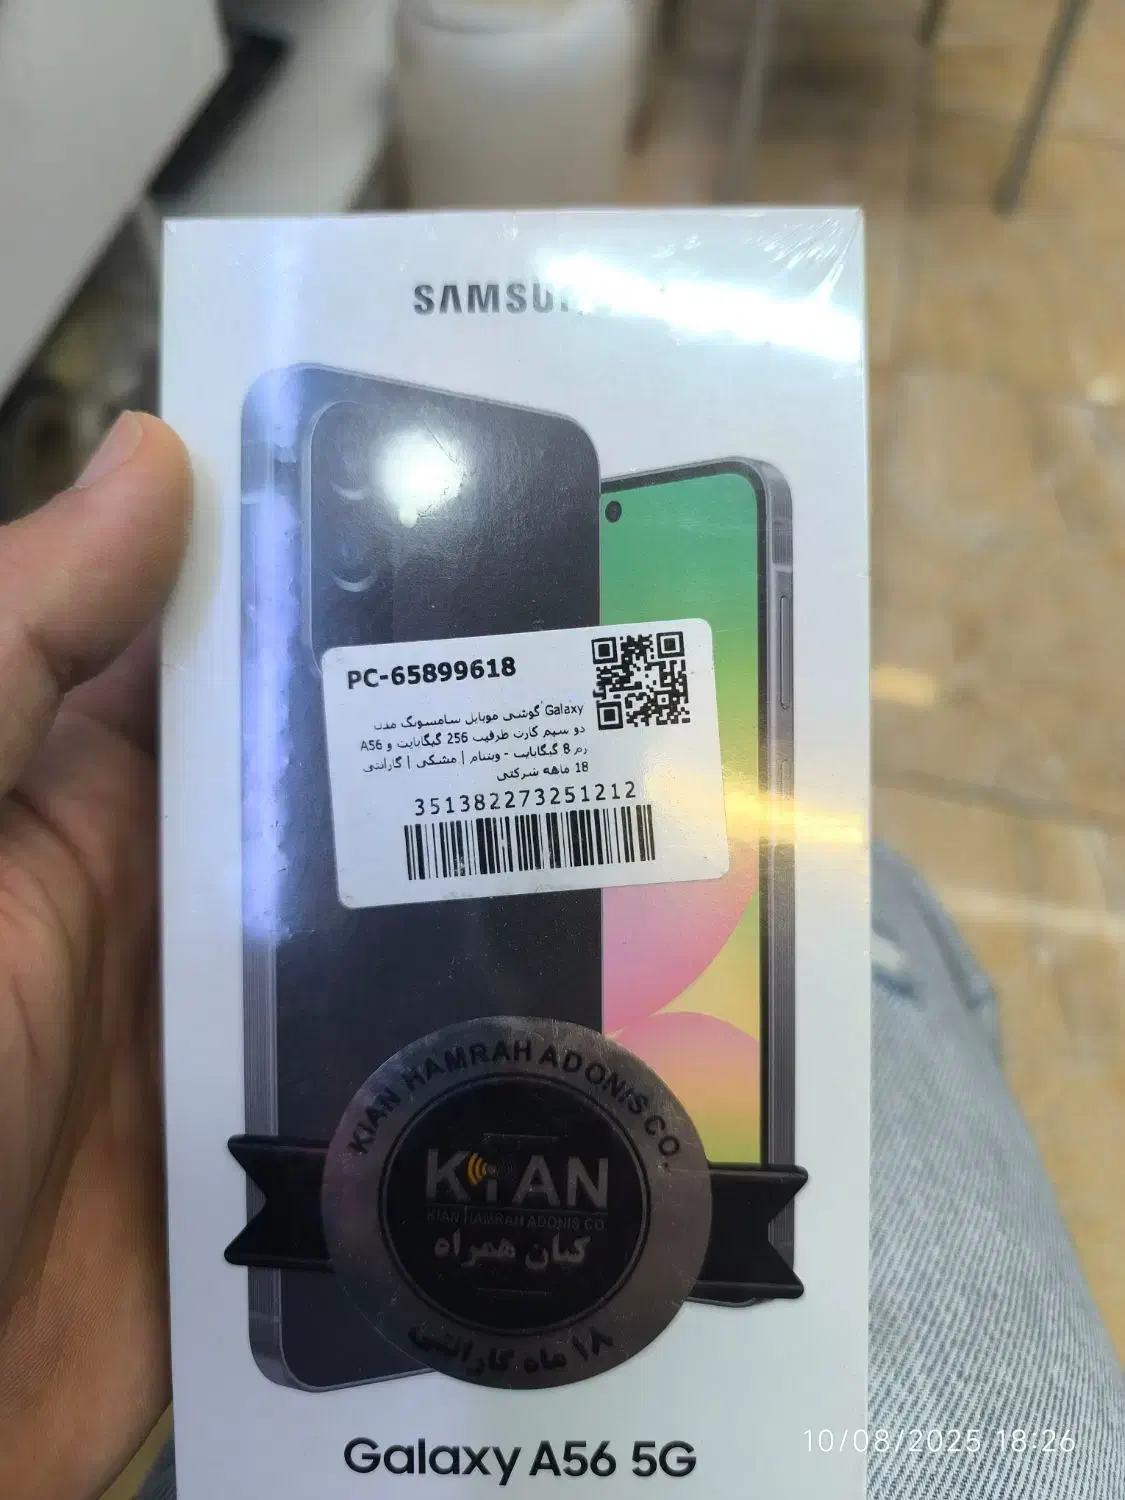 SAMSUNG
PC-65899618
گوشی موبایل سامسونگ مدل Galaxy
A56 دو سیم کارت ظرفیت 256 گیگابایت و
رم 8 گیگابایت - ویتنام | مشکی | گارانتی
18 ماهه شرکتی
351382273251212
KIAN HAMRAH ADONIS CO.
KIAN
KIAN HAMRAH ADONIS CO.
کیان همراه
۱۸ ماه گارانتی
Galaxy A56 5G
10/08/2025 18:26